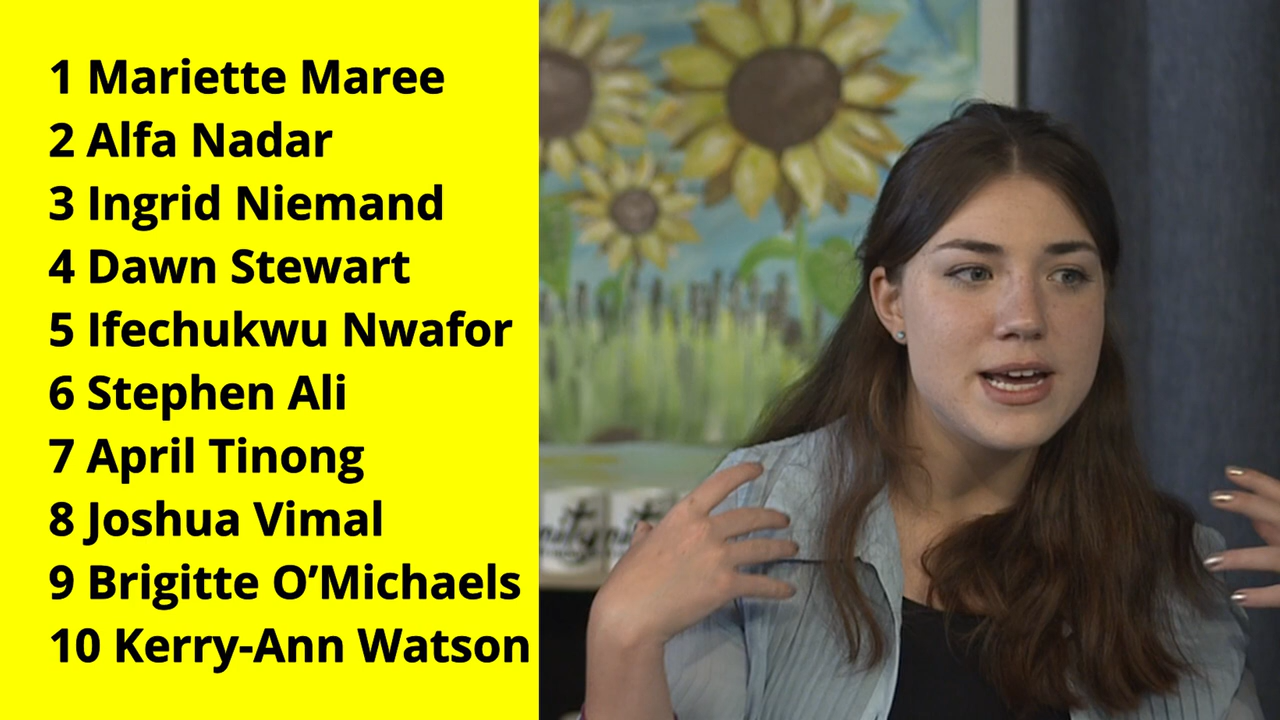 1 Mariette Maree
2 Alfa Nadar
3 Ingrid Niemand
4 Dawn Stewart
5 Ifechukwu Nwafor
6 Stephen Ali
7 April Tinong
8 Joshua Vimal
9 Brigitte O’Michaels
10 Kerry-Ann Watson